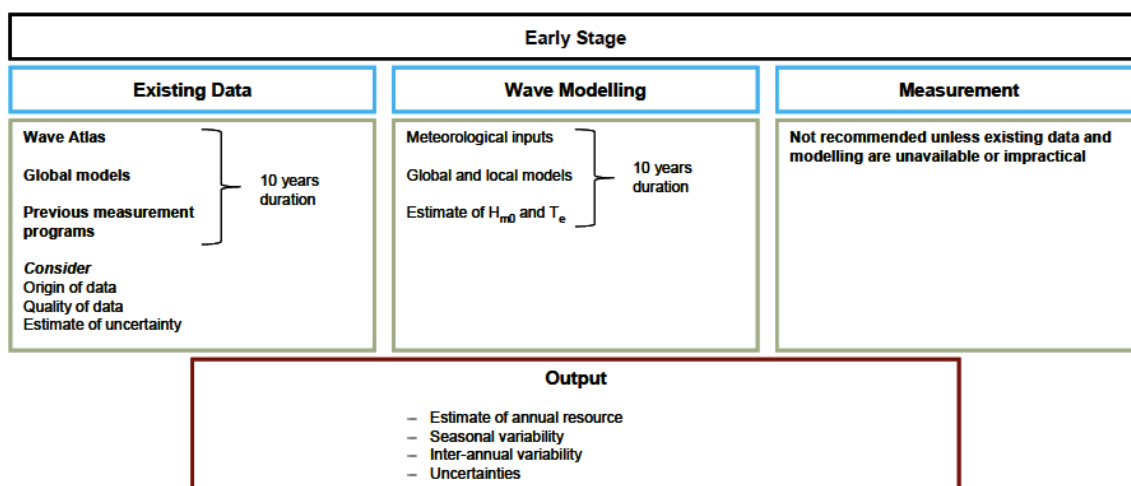 Early Stage
Existing Data
Wave Atlas
Global models
Previous measurement
programs
10 years
duration
Consider
Origin of data
Quality of data
Estimate of uncertainty
Wave Modelling
Meteorological inputs
Global and local models
Estimate of Hm0 and Te
10 years
duration
Measurement
Not recommended unless existing data and
modelling are unavailable or impractical
Output
– Estimate of annual resource
– Seasonal variability
– Inter-annual variability
– Uncertainties